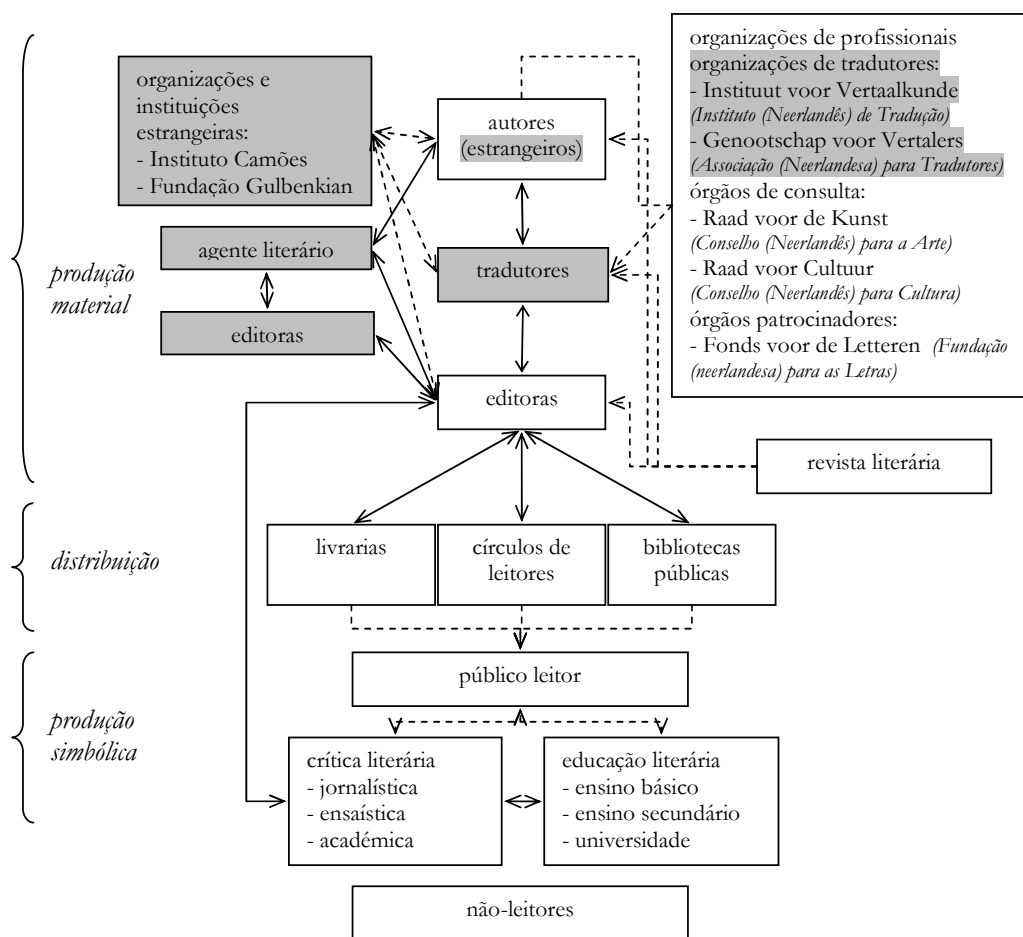 organizações e
instituições
estrangeiras:
- Instituto Camões
- Fundação Gulbenkian
autores
(estrangeiros)
organizações de profissionais
organizações de tradutores:
- Instituut voor Vertaalkunde
(Instituto (Neerlandês) de Tradução)
- Genootschap voor Vertalers
(Associação (Neerlandesa) para Tradutores)
órgãos de consulta:
- Raad voor de Kunst
(Conselho (Neerlandês) para a Arte)
- Raad voor Cultuur
(Conselho (Neerlandês) para Cultura)
órgãos patrocinadores:
- Fonds voor de Letteren (Fundação
(neerlandesa) para as Letras)
agente literário
tradutores
produção
material
editoras
editoras
revista literária
distribuição
livrarias
círculos de
leitores
bibliotecas
públicas
público leitor
produção
simbólica
crítica literária
- jornalística
- ensaística
- académica
educação literária
- ensino básico
- ensino secundário
- universidade
não-leitores